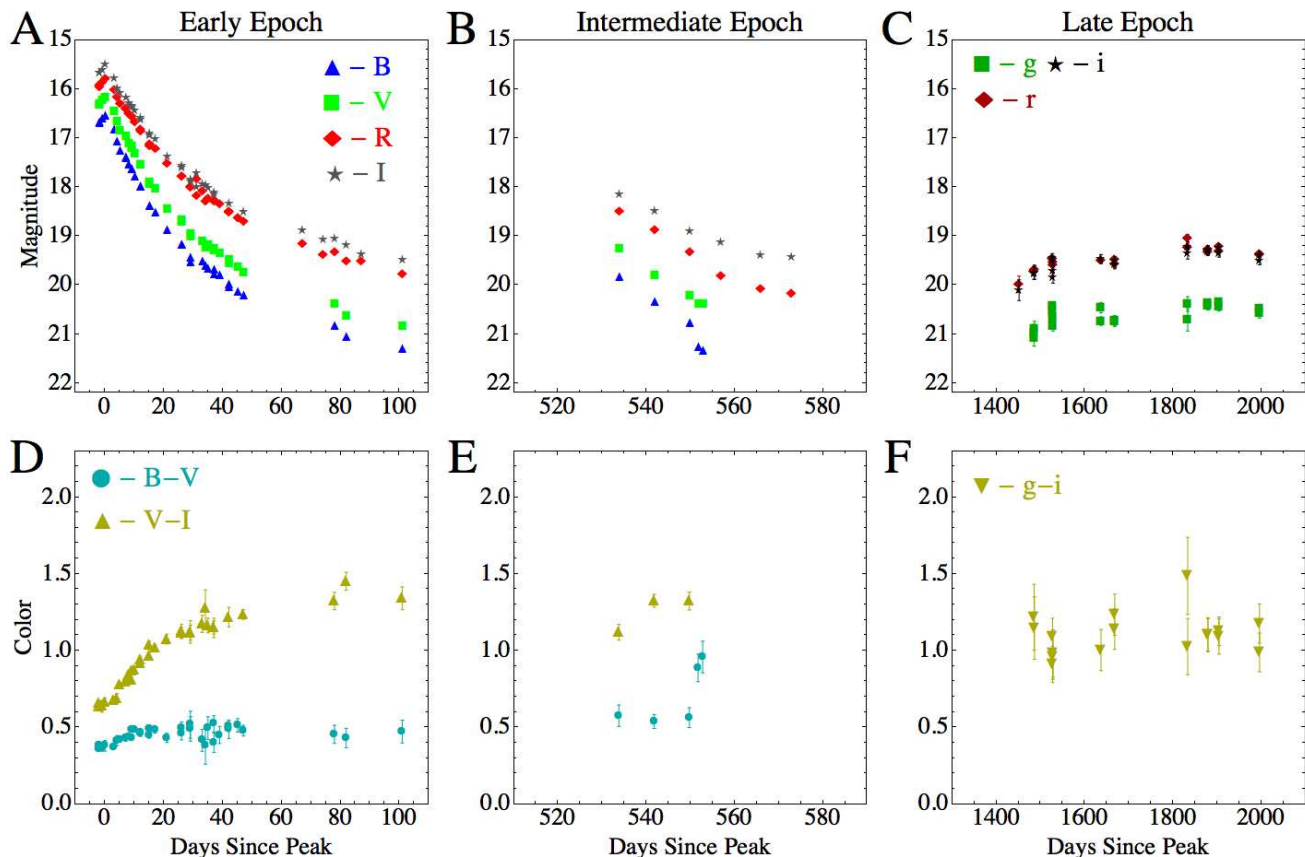 Early Epoch
Intermediate Epoch
Late Epoch
A
B
C
15
16
17
18
19
20
21
22
Magnitude
– B
– V
– R
– I
0 20 40 60 80 100
15
16
17
18
19
20
21
22
520 540 560 580
15
16
17
18
19
20
21
22
– g – i
– r
1400 1600 1800 2000
D
E
F
2.0
1.5
1.0
0.5
0.0
Color
– B–V
– V–I
0 20 40 60 80 100
Days Since Peak
2.0
1.5
1.0
0.5
0.0
520 540 560 580
Days Since Peak
2.0
1.5
1.0
0.5
0.0
– g–i
1400 1600 1800 2000
Days Since Peak